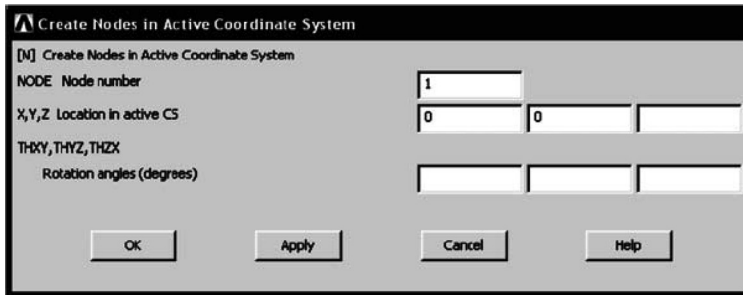 Create Nodes in Active Coordinate System
[N] Create Nodes in Active Coordinate System
NODE Node number 1
X,Y,Z Location in active CS 0 0
THXY,THYZ,THZX
Rotation angles (degrees)
OK Apply Cancel Help